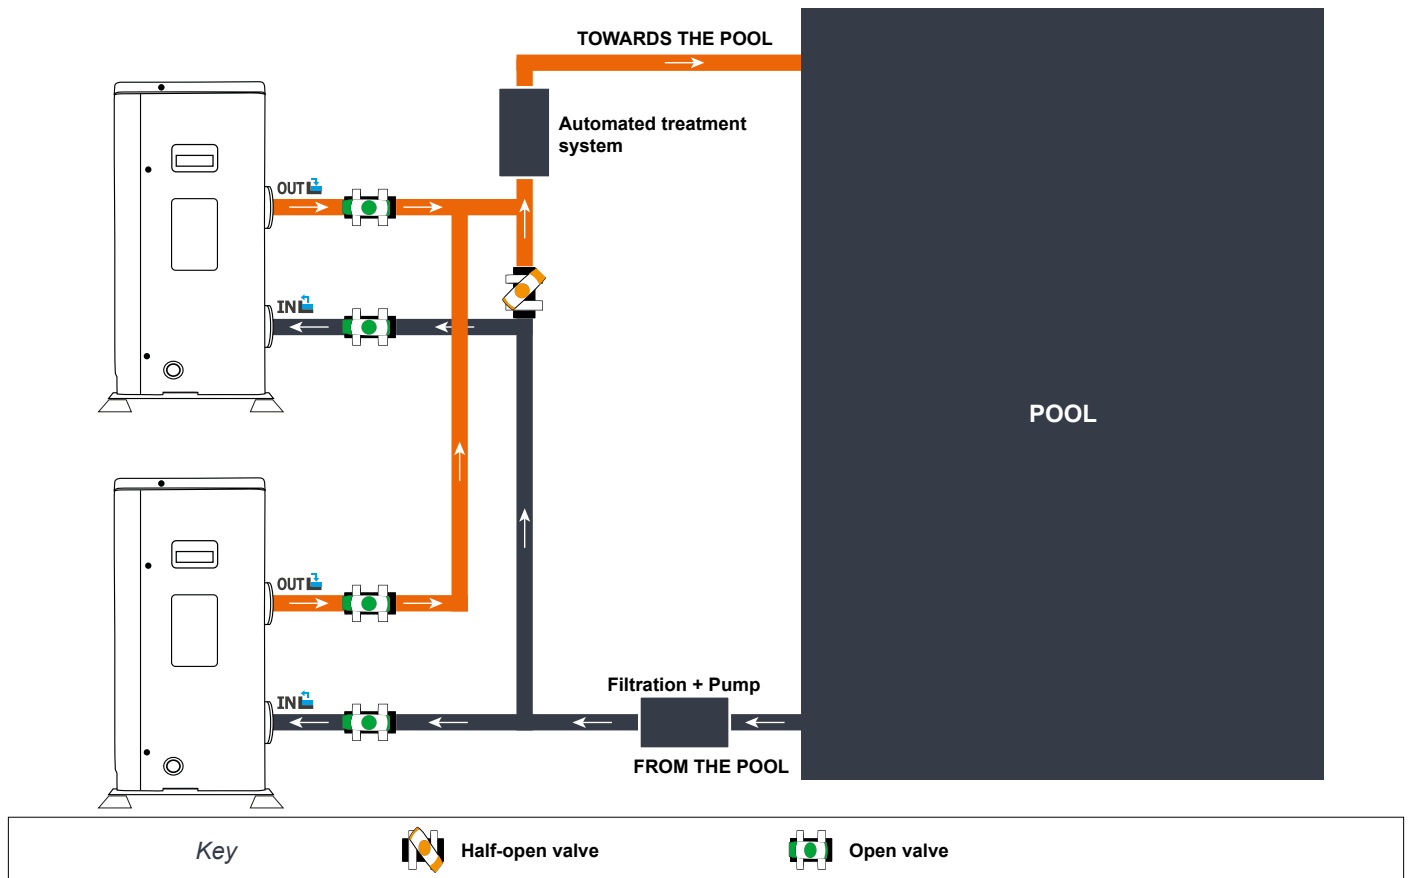 TOWARDS THE POOL
Automated treatment
system
OUT
IN
POOL
OUT
IN
Filtration + Pump
FROM THE POOL
Key
Half-open valve
Open valve